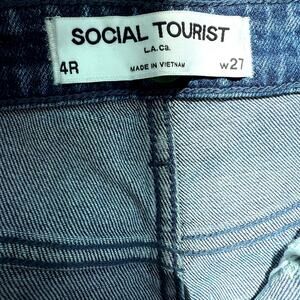 SOCIAL TOURIST
L.A. Ca.
4R MADE IN VIETNAM W27